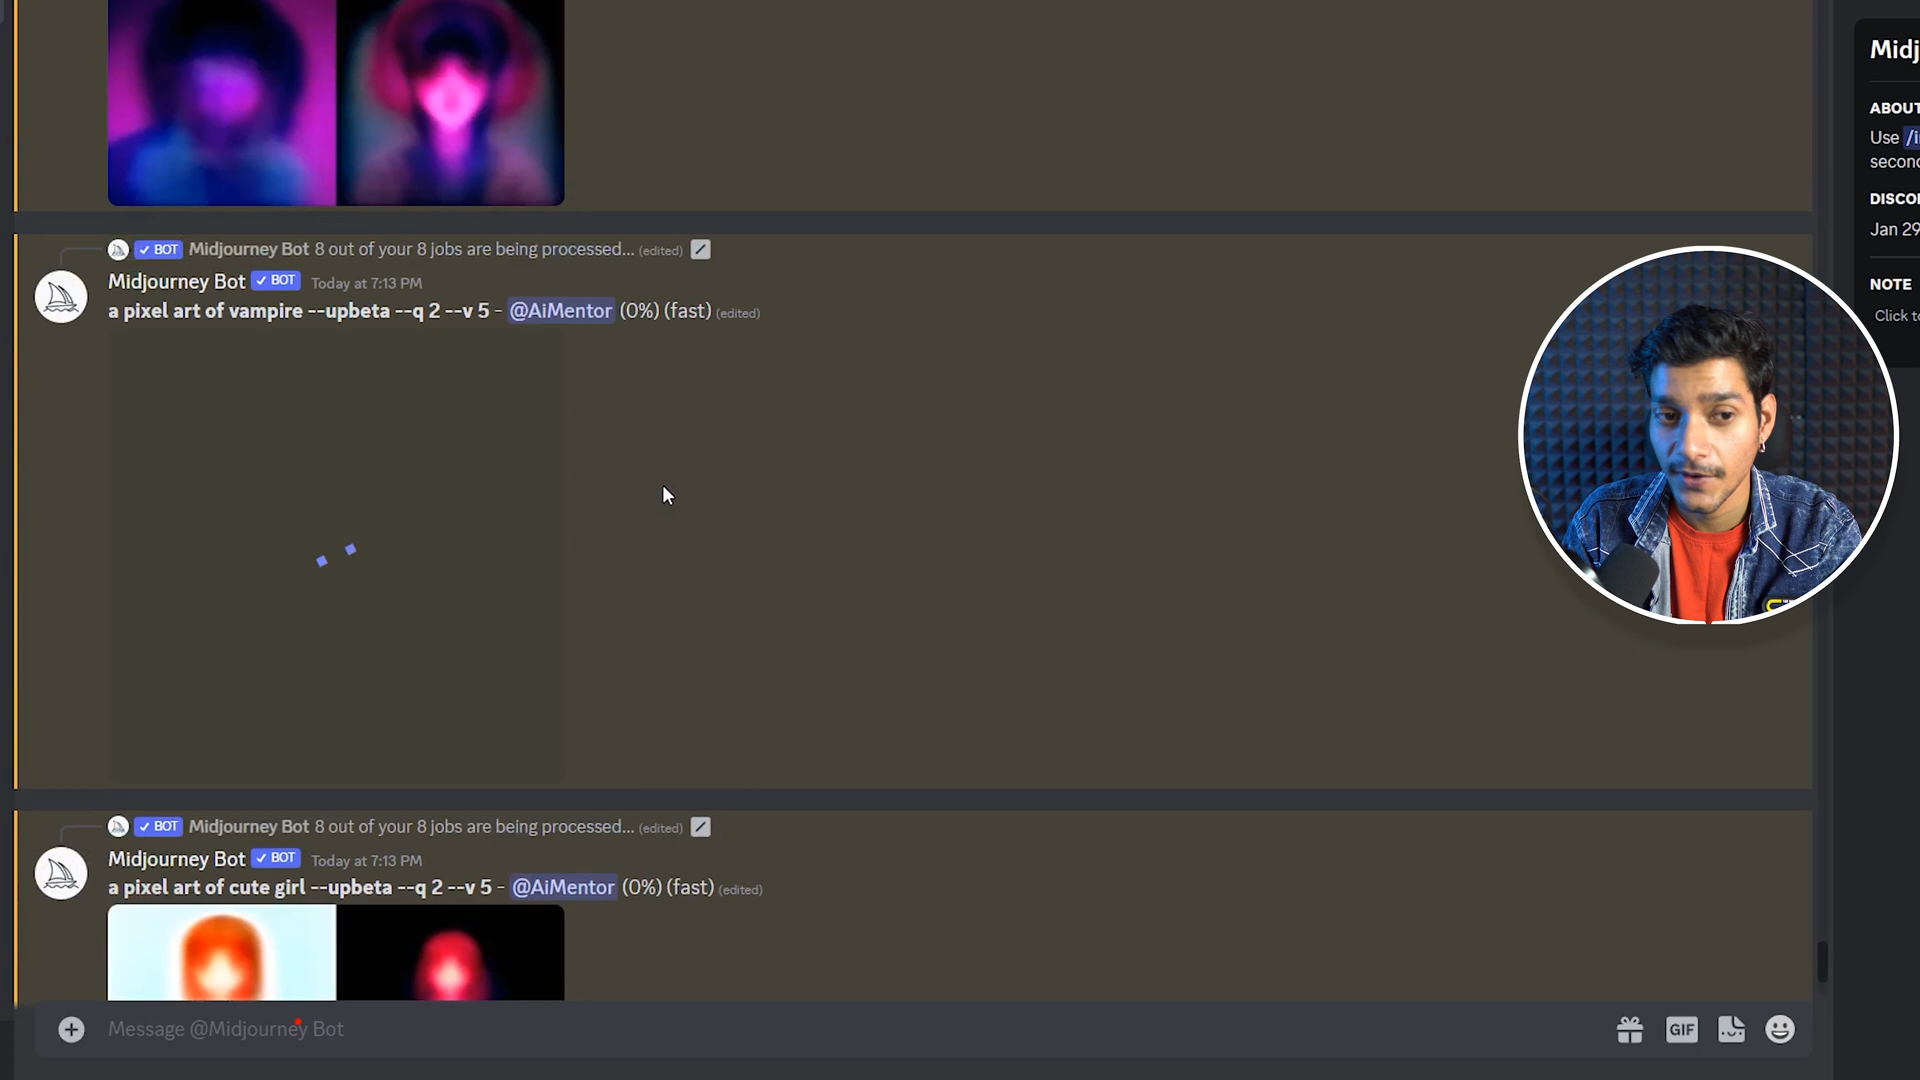 Midj
ABOUT
Use /i
second
DISCO
Jan 29
NOTE
Click to
BOT Midjourney Bot 8 out of your 8 jobs are being processed... (edited)
Midjourney Bot BOT Today at 7:13 PM
a pixel art of vampire --upbeta --q 2 --v 5 - @AiMentor (0%) (fast) (edited)
BOT Midjourney Bot 8 out of your 8 jobs are being processed... (edited)
Midjourney Bot BOT Today at 7:13 PM
a pixel art of cute girl --upbeta --q 2 --v 5 - @AiMentor (0%) (fast) (edited)
Message @Midjourney Bot
GIF